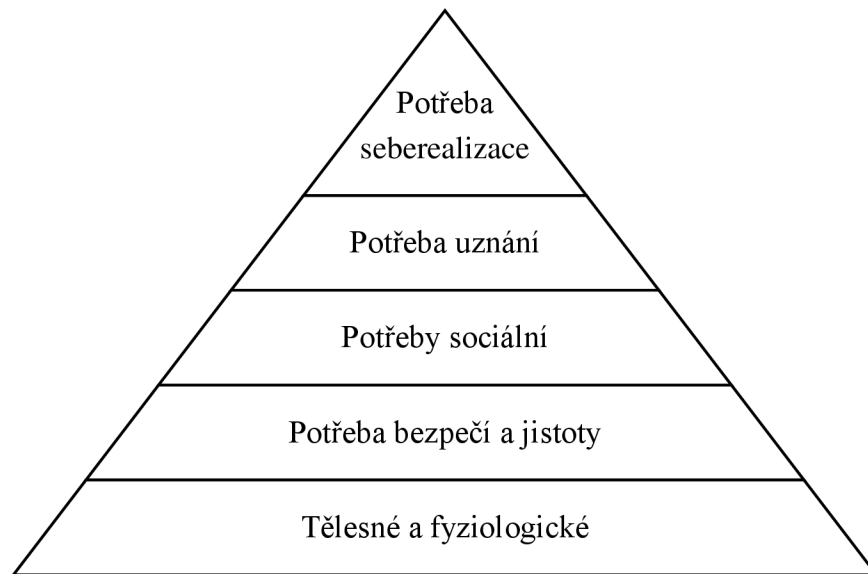 Potřeba
seberealizace
Potřeba uznání
Potřeby sociální
Potřeba bezpečí a jistoty
Tělesné a fyziologické